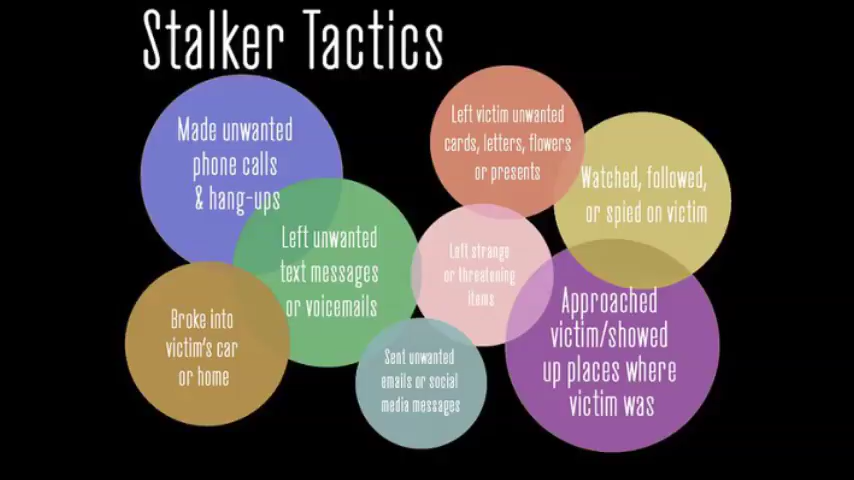 Stalker Tactics
Made unwanted
phone calls
& hang-ups
Left victim unwanted
cards, letters, flowers
or presents
Watched, followed,
or spied on victim
Left unwanted
text messages
or voicemails
Left strange
or threatening
items
Broke into
victim's car
or home
Sent unwanted
emails or social
media messages
Approached
victim/showed
up places where
victim was